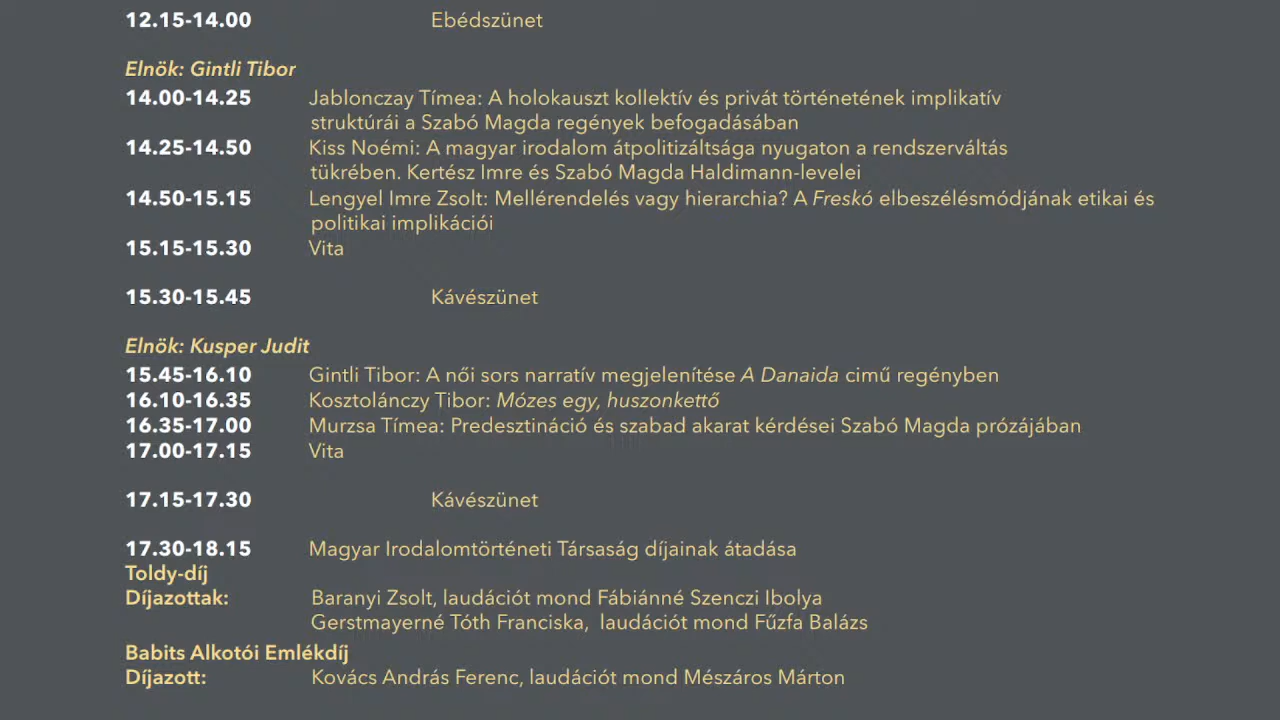 12.15-14.00 Ebédszünet
Elnök: Gintli Tibor
14.00-14.25 Jablonczay Tímea: A holokauszt kollektív és privát történetének implikatív
struktúrái a Szabó Magda regények befogadásában
14.25-14.50 Kiss Noémi: A magyar irodalom átpolitizáltsága nyugaton a rendszerváltás
tükrében. Kertész Imre és Szabó Magda Haldimann-levelei
14.50-15.15 Lengyel Imre Zsolt: Mellérendelés vagy hierarchia? A Freskó elbeszélésmódjának etikai és
politikai implikációi
15.15-15.30 Vita
15.30-15.45 Kávészünet
Elnök: Kusper Judit
15.45-16.10 Gintli Tibor: A női sors narratív megjelenítése A Danaida cimű regényben
16.10-16.35 Kosztolánczy Tibor: Mózes egy, huszonkettő
16.35-17.00 Murzsa Tímea: Predesztináció és szabad akarat kérdései Szabó Magda prózájában
17.00-17.15 Vita
17.15-17.30 Kávészünet
17.30-18.15 Magyar Irodalomtörténeti Társaság díjainak átadása
Toldy-díj
Díjazottak: Baranyi Zsolt, laudációt mond Fábiánné Szenczi Ibolya
Gerstmayerné Tóth Franciska, laudációt mond Fűzfa Balázs
Babits Alkotói Emlékdíj
Díjazott: Kovács András Ferenc, laudációt mond Mészáros Márton